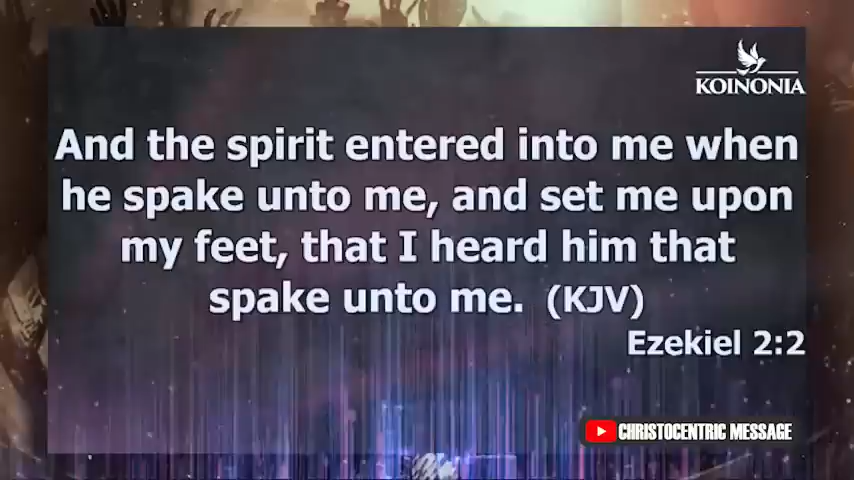 KOINONIA
And the spirit entered into me when
he spake unto me, and set me upon
my feet, that I heard him that
spake unto me. (KJV)
Ezekiel 2:2
CHRISTOCENTRIC MESSAGE